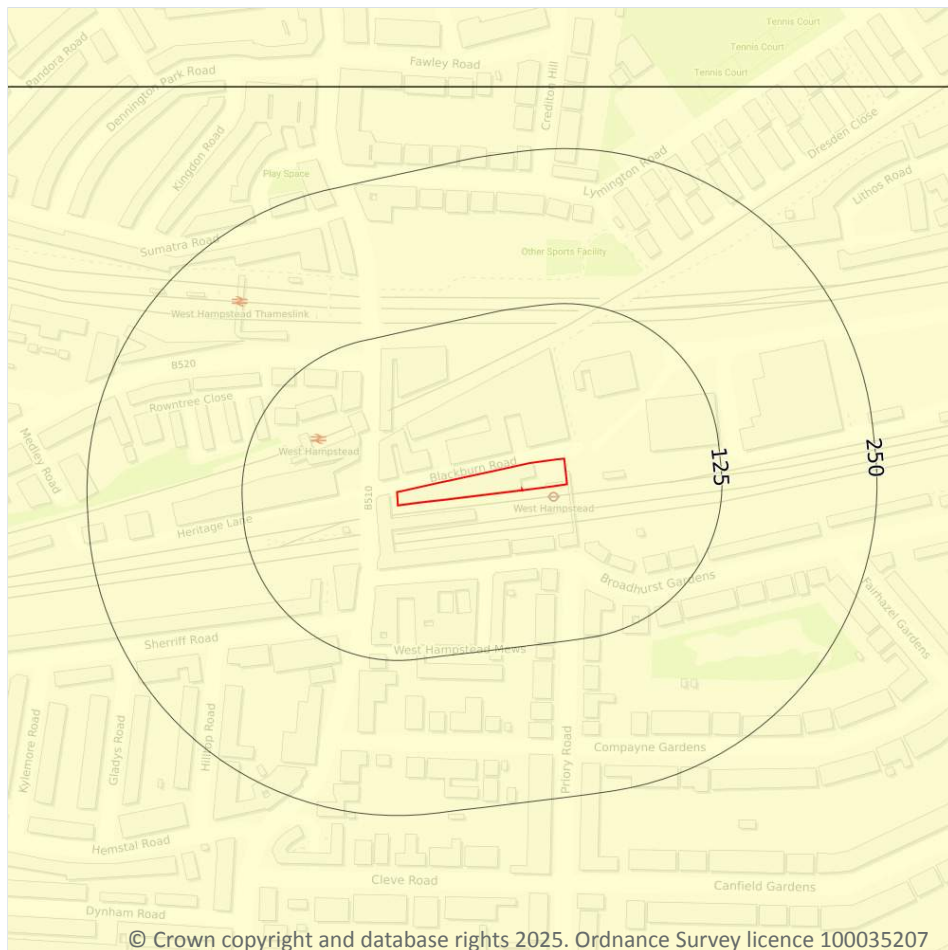 Tennis Court
Tennis Court
Tennis Court
Fawley Road
Pandora Road
Dennington Park Road
Crediton Hill
Kingdon Road
Dresden Close
Play Space
Lymington Road
Lithos Road
Sumatra Road
Other Sports Facility
West Hampstead Thameslink
B520
Rowntree Close
Medley Road
West Hampstead
Blackburn Road
125
250
B510
West Hampstead
Heritage Lane
Broadhurst Gardens
Fairhazel Gardens
Sherriff Road
West Hampstead Mews
Kylemore Road
Gladys Road
Hilltop Road
Priory Road
Compayne Gardens
Hemstal Road
Cleve Road
Canfield Gardens
Dynham Road
© Crown copyright and database rights 2025. Ordnance Survey licence 100035207